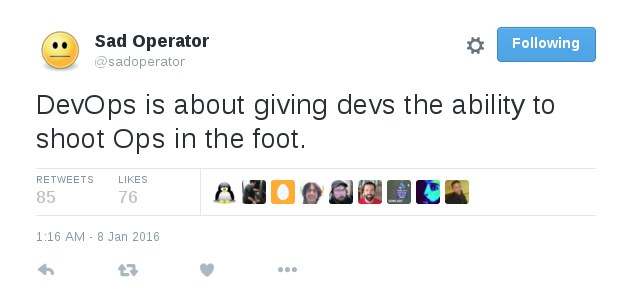 Sad Operator
@sadoperator
Following
DevOps is about giving devs the ability to
shoot Ops in the foot.
RETWEETS LIKES
85 76
1:16 AM - 8 Jan 2016